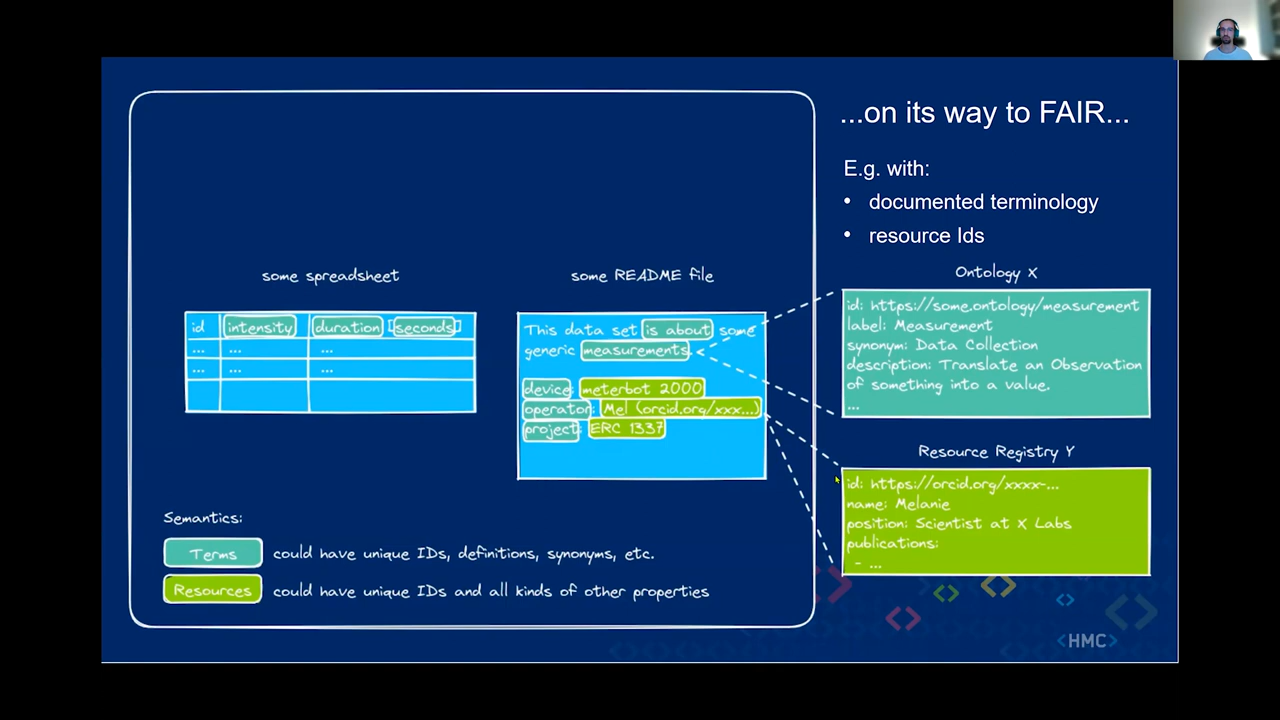 ...on its way to FAIR...
E.g. with:
• documented terminology
• resource Ids
some spreadsheet
id intensity duration [seconds]
... ... ...
... ... ...
some README file
This data set is about some
generic measurements.
device: meterbot 2000
operator: Mel (orcid.org/xxx...)
project: ERC 1337
Semantics:
Terms could have unique IDs, definitions, synonyms, etc.
Resources could have unique IDs and all kinds of other properties
Ontology X
id: https://some.ontology/measurement
label: Measurement
synonym: Data Collection
description: Translate an Observation
of something into a value.
...
Resource Registry Y
id: https://orcid.org/xxxx-...
name: Melanie
position: Scientist at X Labs
publications:
- ...
<HMC>